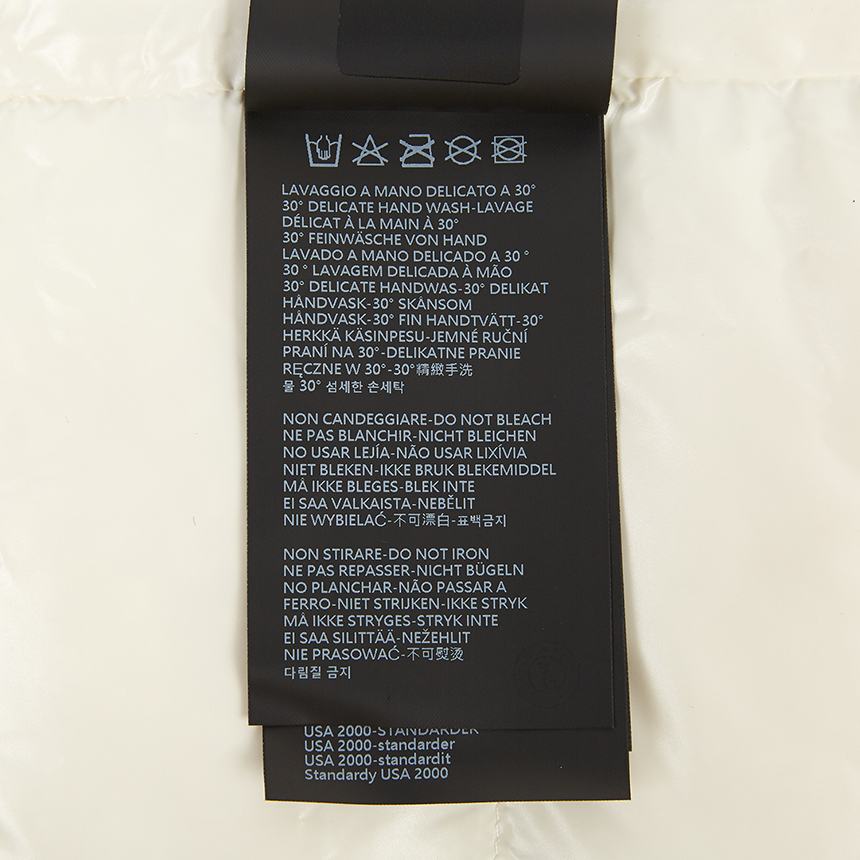 LAVAGGIO A MANO DELICATO A 30°
30° DELICATE HAND WASH-LAVAGE
DÉLICAT À LA MAIN À 30°
30° FEINWÄSCHE VON HAND
LAVADO A MANO DELICADO A 30 °
30 ° LAVAGEM DELICADA À MÃO
30° DELICATE HANDWAS-30° DELIKAT
HÅNDVASK-30° SKÅNSOM
HÅNDVASK-30° FIN HANDTVÄTT-30°
HERKKÄ KÄSINPESU-JEMNÉ RUČNÍ
PRANÍ NA 30°-DELIKATNE PRANIE
RĘCZNE W 30°-30°精緻手洗
물 30° 섬세한 손세탁
NON CANDEGGIARE-DO NOT BLEACH
NE PAS BLANCHIR-NICHT BLEICHEN
NO USAR LEJÍA-NÃO USAR LIXÍVIA
NIET BLEKEN-IKKE BRUK BLEKEMIDDEL
MÅ IKKE BLEGES-BLEK INTE
EI SAA VALKAISTA-NEBĚLIT
NIE WYBIELAĆ-不可漂白-표백금지
NON STIRARE-DO NOT IRON
NE PAS REPASSER-NICHT BÜGELN
NO PLANCHAR-NÃO PASSAR A
FERRO-NIET STRIJKEN-IKKE STRYK
MÅ IKKE STRYGES-STRYK INTE
EI SAA SILITTÄÄ-NEŽEHLIT
NIE PRASOWAĆ-不可熨烫
다림질 금지
USA 2000-STANDARDER
USA 2000-standarder
USA 2000-standardit
Standardy USA 2000